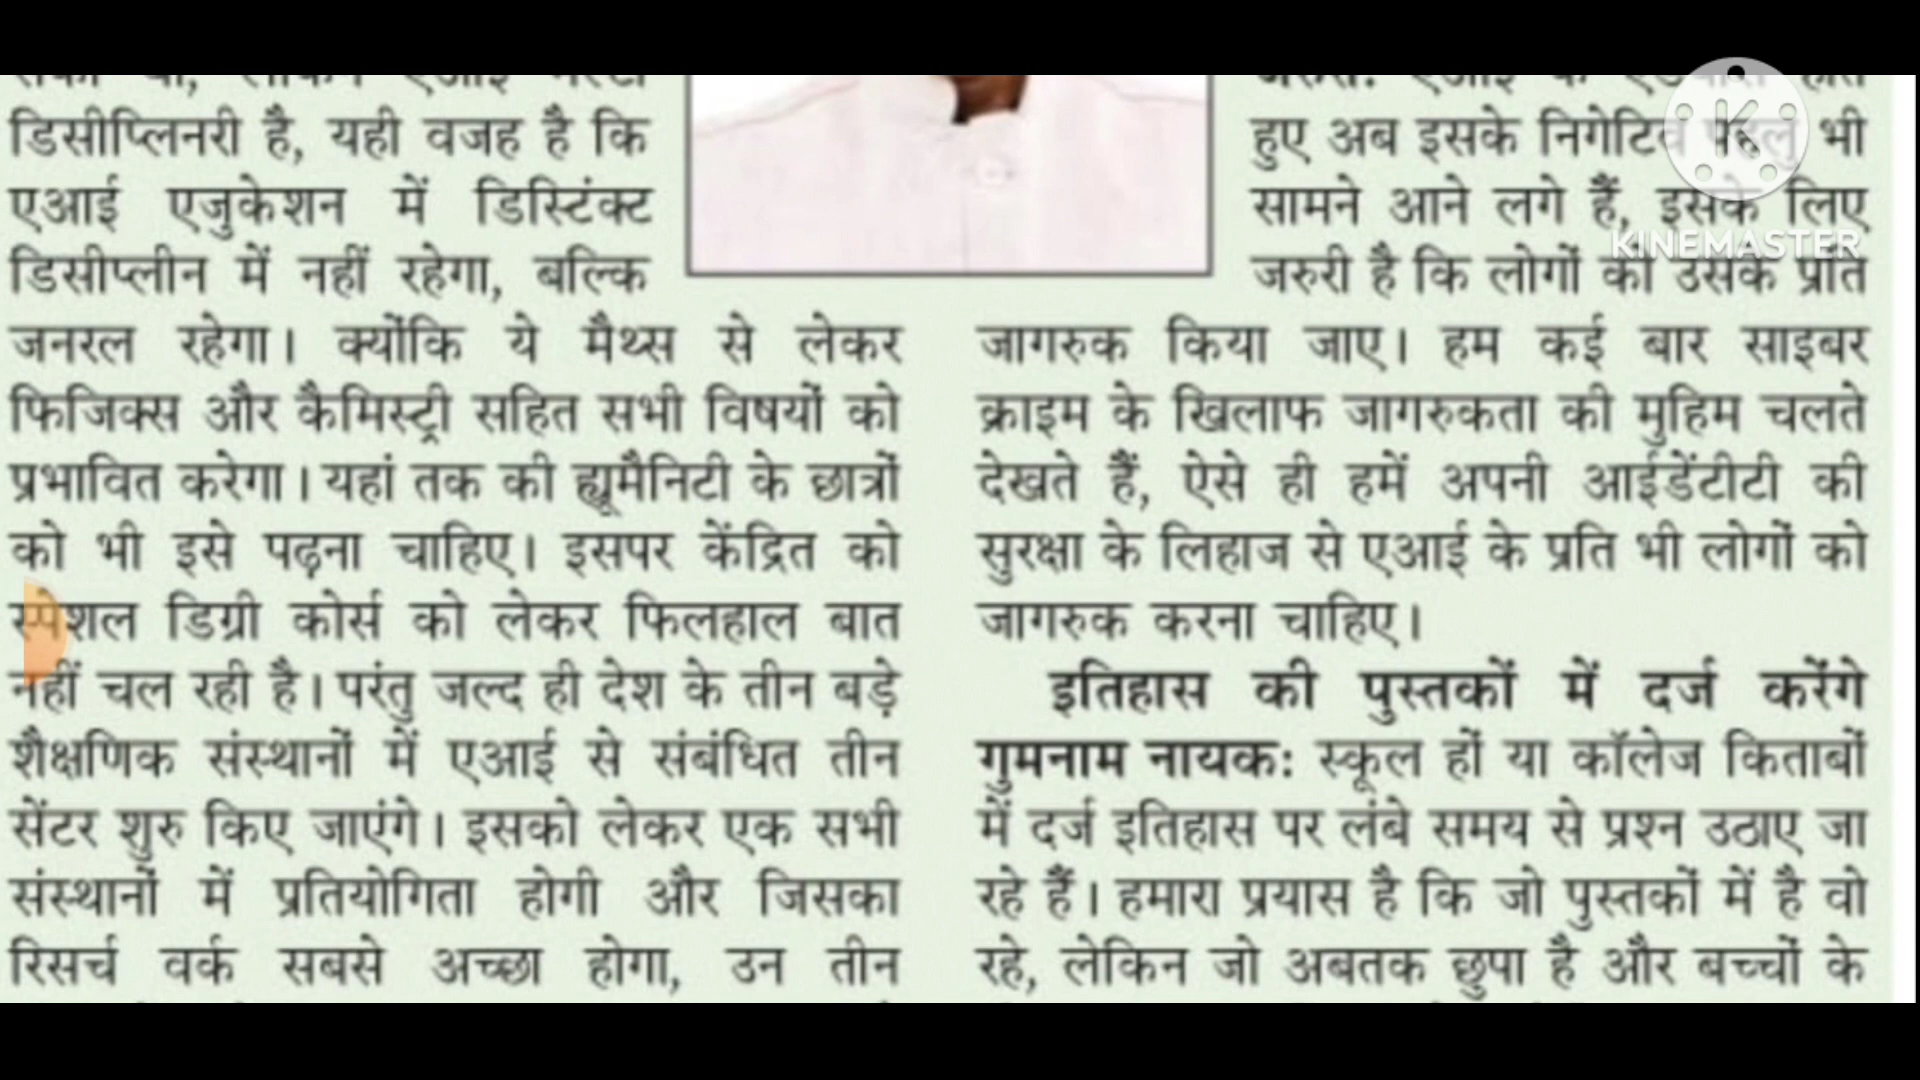 डिसीप्लिनरी है, यही वजह है कि
एआई एजुकेशन में डिस्टिंक्ट
डिसीप्लीन में नहीं रहेगा, बल्कि
जनरल रहेगा। क्योंकि ये मैथ्स से लेकर
फिजिक्स और कैमिस्ट्री सहित सभी विषयों को
प्रभावित करेगा। यहां तक की ह्यूमैनिटी के छात्रों
को भी इसे पढ़ना चाहिए। इसपर केंद्रित को
स्पेशल डिग्री कोर्स को लेकर फिलहाल बात
नहीं चल रही है। परंतु जल्द ही देश के तीन बड़े
शैक्षणिक संस्थानों में एआई से संबंधित तीन
सेंटर शुरु किए जाएंगे। इसको लेकर एक सभी
संस्थानों में प्रतियोगिता होगी और जिसका
रिसर्च वर्क सबसे अच्छा होगा, उन तीन
हुए अब इसके निगेटिव पहलु भी
सामने आने लगे हैं, इसके लिए
जरुरी है कि लोगों को उसके प्रति
जागरुक किया जाए। हम कई बार साइबर
क्राइम के खिलाफ जागरुकता की मुहिम चलते
देखते हैं, ऐसे ही हमें अपनी आईडेंटीटी की
सुरक्षा के लिहाज से एआई के प्रति भी लोगों को
जागरुक करना चाहिए।
इतिहास की पुस्तकों में दर्ज करेंगे
गुमनाम नायक: स्कूल हों या कॉलेज किताबों
में दर्ज इतिहास पर लंबे समय से प्रश्न उठाए जा
रहे हैं। हमारा प्रयास है कि जो पुस्तकों में है वो
रहे, लेकिन जो अबतक छुपा है और बच्चों के
K
KINEMASTER